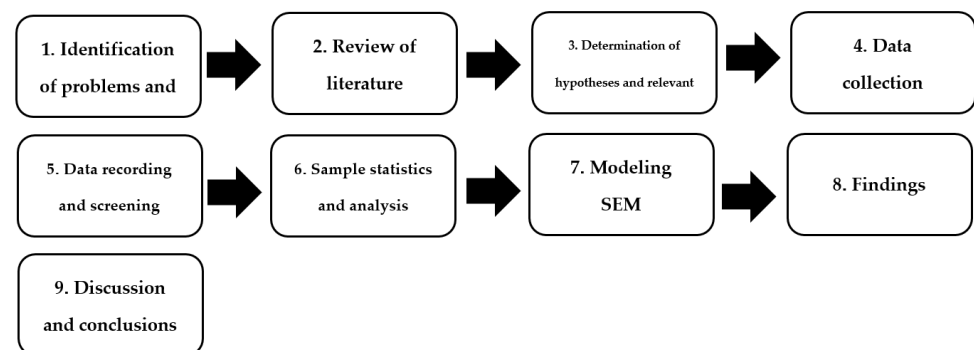 1. Identification
of problems and
2. Review of
literature
3. Determination of
hypotheses and relevant
4. Data
collection
5. Data recording
and screening
6. Sample statistics
and analysis
7. Modeling
SEM
8. Findings
9. Discussion
and conclusions